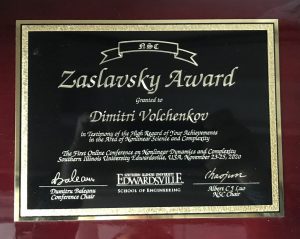 NSC
Zaslavsky Award
Granted to
Dimitri Volchenkov
In Testimony of the High Regard of Your Achievements
in the Area of Nonlinear Science and Complexity
The First Online Conference on Nonlinear Dynamics and Complexity
Southern Illinois University Edwardsville, USA, November 23-25, 2020
Dumitru Baleanu
Conference Chair
SOUTHERN ILLINOIS UNIVERSITY
EDWARDSVILLE
SCHOOL OF ENGINEERING
Albert C J Luo
NSC Chair